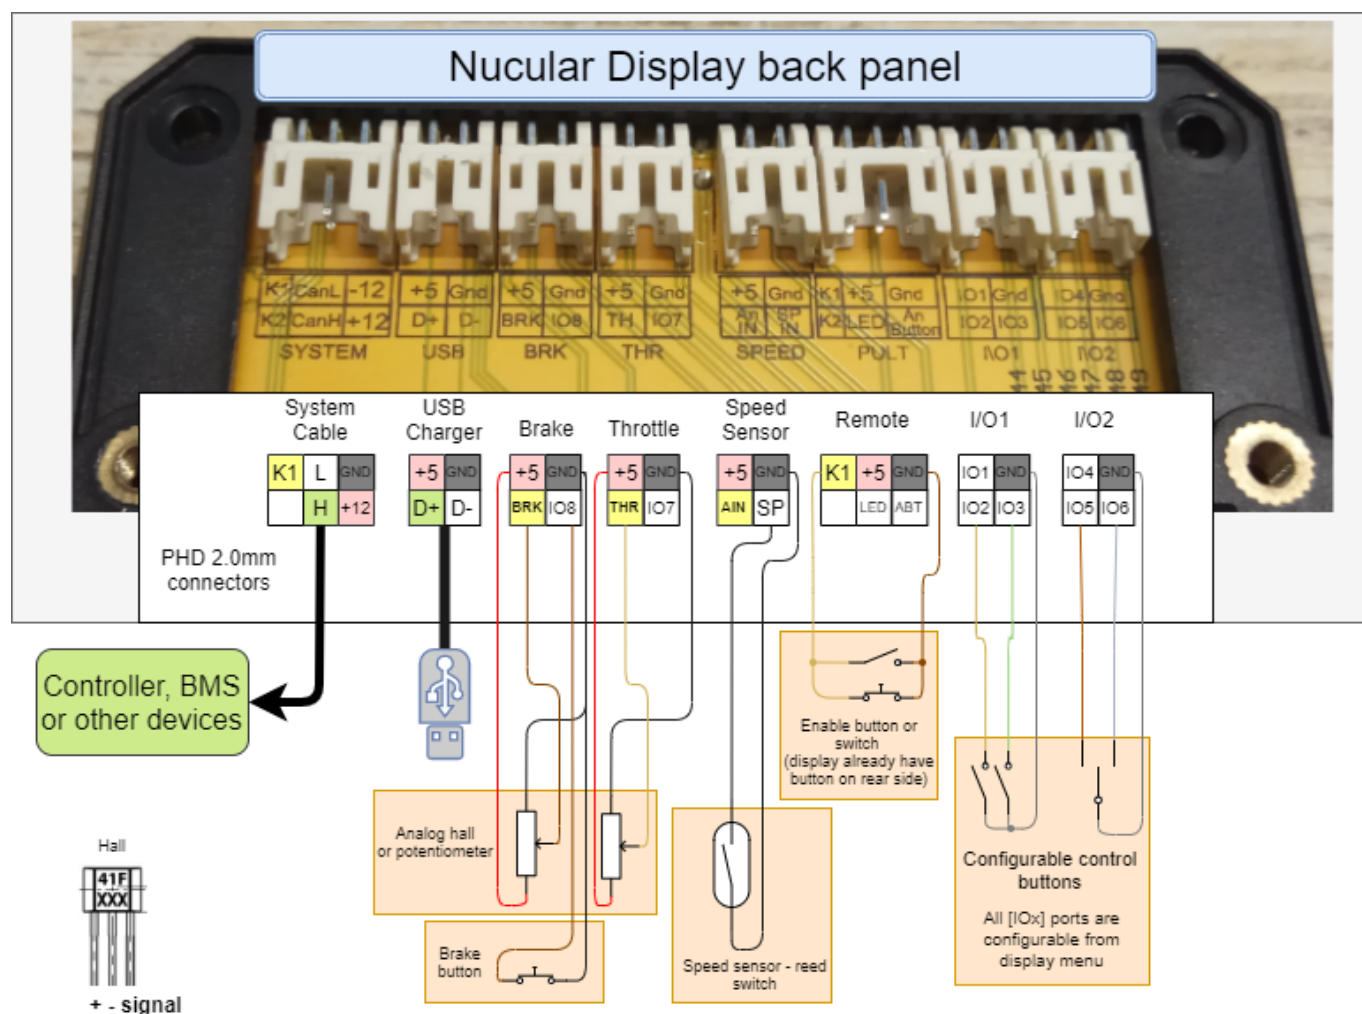 Nucular Display back panel
K1 CanL -12 +5 Gnd +5 Gnd +5 Gnd +5 Gnd K1 +5 Gnd IO1 Gnd IO4 Gnd
K2 CanH +12 D+ D- BRK IO8 TH IO7 An IN SP IN K2 LED An Button IO2 IO3 IO5 IO6
SYSTEM USB BRK THR SPEED PULT I/O1 I/O2
System
Cable
USB
Charger
Brake
Throttle
Speed
Sensor
Remote
I/O1
I/O2
K1 L GND +5 GND +5 GND +5 GND +5 GND K1 +5 GND IO1 GND IO4 GND
H +12 D+ D- BRK IO8 THR IO7 AIN SP LED ABT IO2 IO3 IO5 IO6
PHD 2.0mm
connectors
Controller, BMS
or other devices
Enable button or
switch
(display already have
button on rear side)
Analog hall
or potentiometer
Brake
button
Speed sensor - reed
switch
Configurable control
buttons
All [IOx] ports are
configurable from
display menu
Hall
41F
XXX
+ - signal